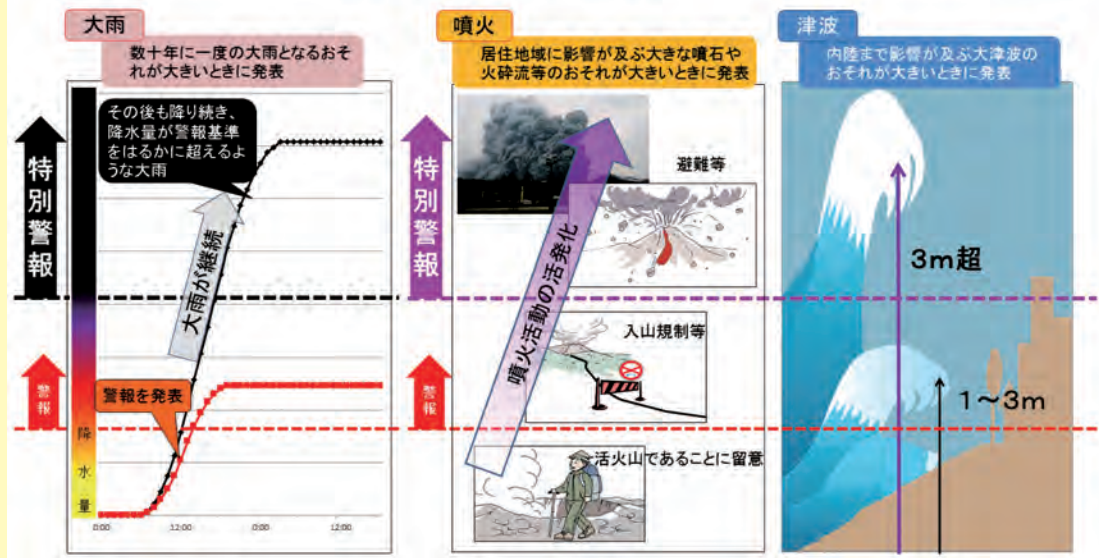 大雨
数十年に一度の大雨となるおそ
れが大きいときに発表
その後も降り続き、
降水量が警報基準
をはるかに超えるよ
うな大雨
特別警報
大雨が継続
警報
警報を発表
降水量
0:00
12:00
0:00
12:00
噴火
居住地域に影響が及ぶ大きな噴石や
火砕流等のおそれが大きいときに発表
特別警報
避難等
噴火活動の活発化
入山規制等
警報
活火山であることに留意
津波
内陸まで影響が及ぶ大津波の
おそれが大きいときに発表
3m超
1～3m